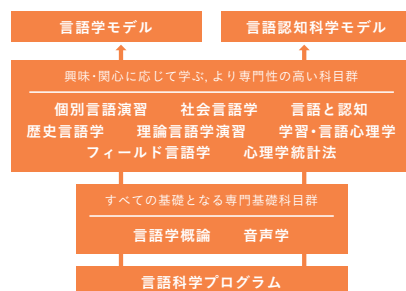 言語学モデル 言語認知科学モデル
興味・関心に応じて学ぶ,より専門性の高い科目群
個別言語演習 社会言語学 言語と認知
歴史言語学 理論言語学演習 学習・言語心理学
フィールド言語学 心理学統計法
すべての基礎となる専門基礎科目群
言語学概論 音声学
言語科学プログラム